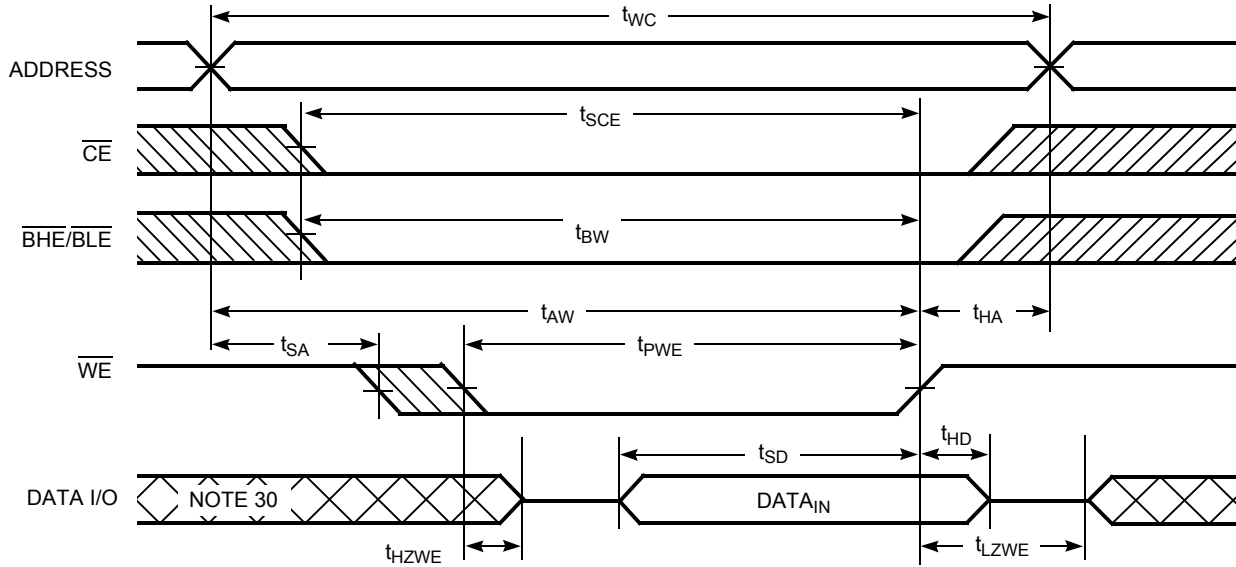 tWC
ADDRESS
tSCE
CE
BHE/BLE
tBW
tAW
tHA
tSA
tPWE
WE
tHD
tSD
DATA I/O
NOTE 30
DATAIN
tHZWE
tLZWE